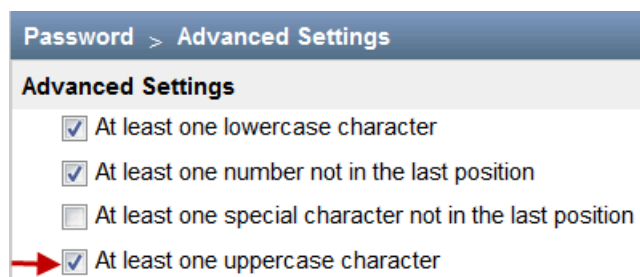 Password > Advanced Settings
Advanced Settings
At least one lowercase character
At least one number not in the last position
At least one special character not in the last position
At least one uppercase character